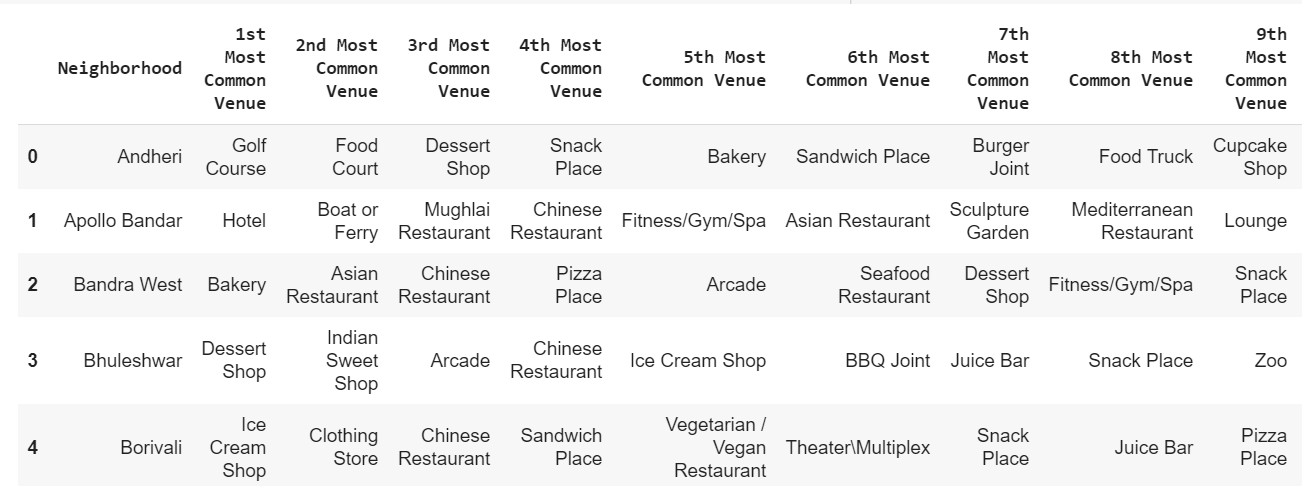 Neighborhood 1st Most Common Venue 2nd Most Common Venue 3rd Most Common Venue 4th Most Common Venue 5th Most Common Venue 6th Most Common Venue 7th Most Common Venue 8th Most Common Venue 9th Most Common Venue
0 Andheri Golf Course Food Court Dessert Shop Snack Place Bakery Sandwich Place Burger Joint Food Truck Cupcake Shop
1 Apollo Bandar Hotel Boat or Ferry Mughlai Restaurant Chinese Restaurant Fitness/Gym/Spa Asian Restaurant Sculpture Garden Mediterranean Restaurant Lounge
2 Bandra West Bakery Asian Restaurant Chinese Restaurant Pizza Place Arcade Seafood Restaurant Dessert Shop Fitness/Gym/Spa Snack Place
3 Bhuleshwar Dessert Shop Indian Sweet Shop Arcade Chinese Restaurant Ice Cream Shop BBQ Joint Juice Bar Snack Place Zoo
4 Borivali Ice Cream Shop Clothing Store Chinese Restaurant Sandwich Place Vegetarian / Vegan Restaurant Theater\Multiplex Snack Place Juice Bar Pizza Place